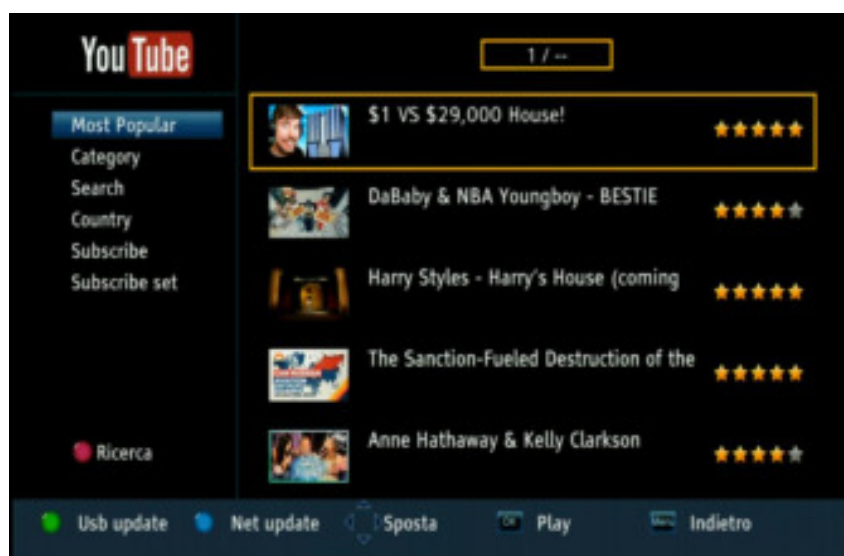 YouTube
1 / --
Most Popular
Category
Search
Country
Subscribe
Subscribe set
Ricerca
$1 VS $29,000 House!
DaBaby & NBA Youngboy - BESTIE
Harry Styles - Harry's House (coming
The Sanction-Fueled Destruction of the
Anne Hathaway & Kelly Clarkson
Usb update Net update Sposta OK Play Menu Indietro